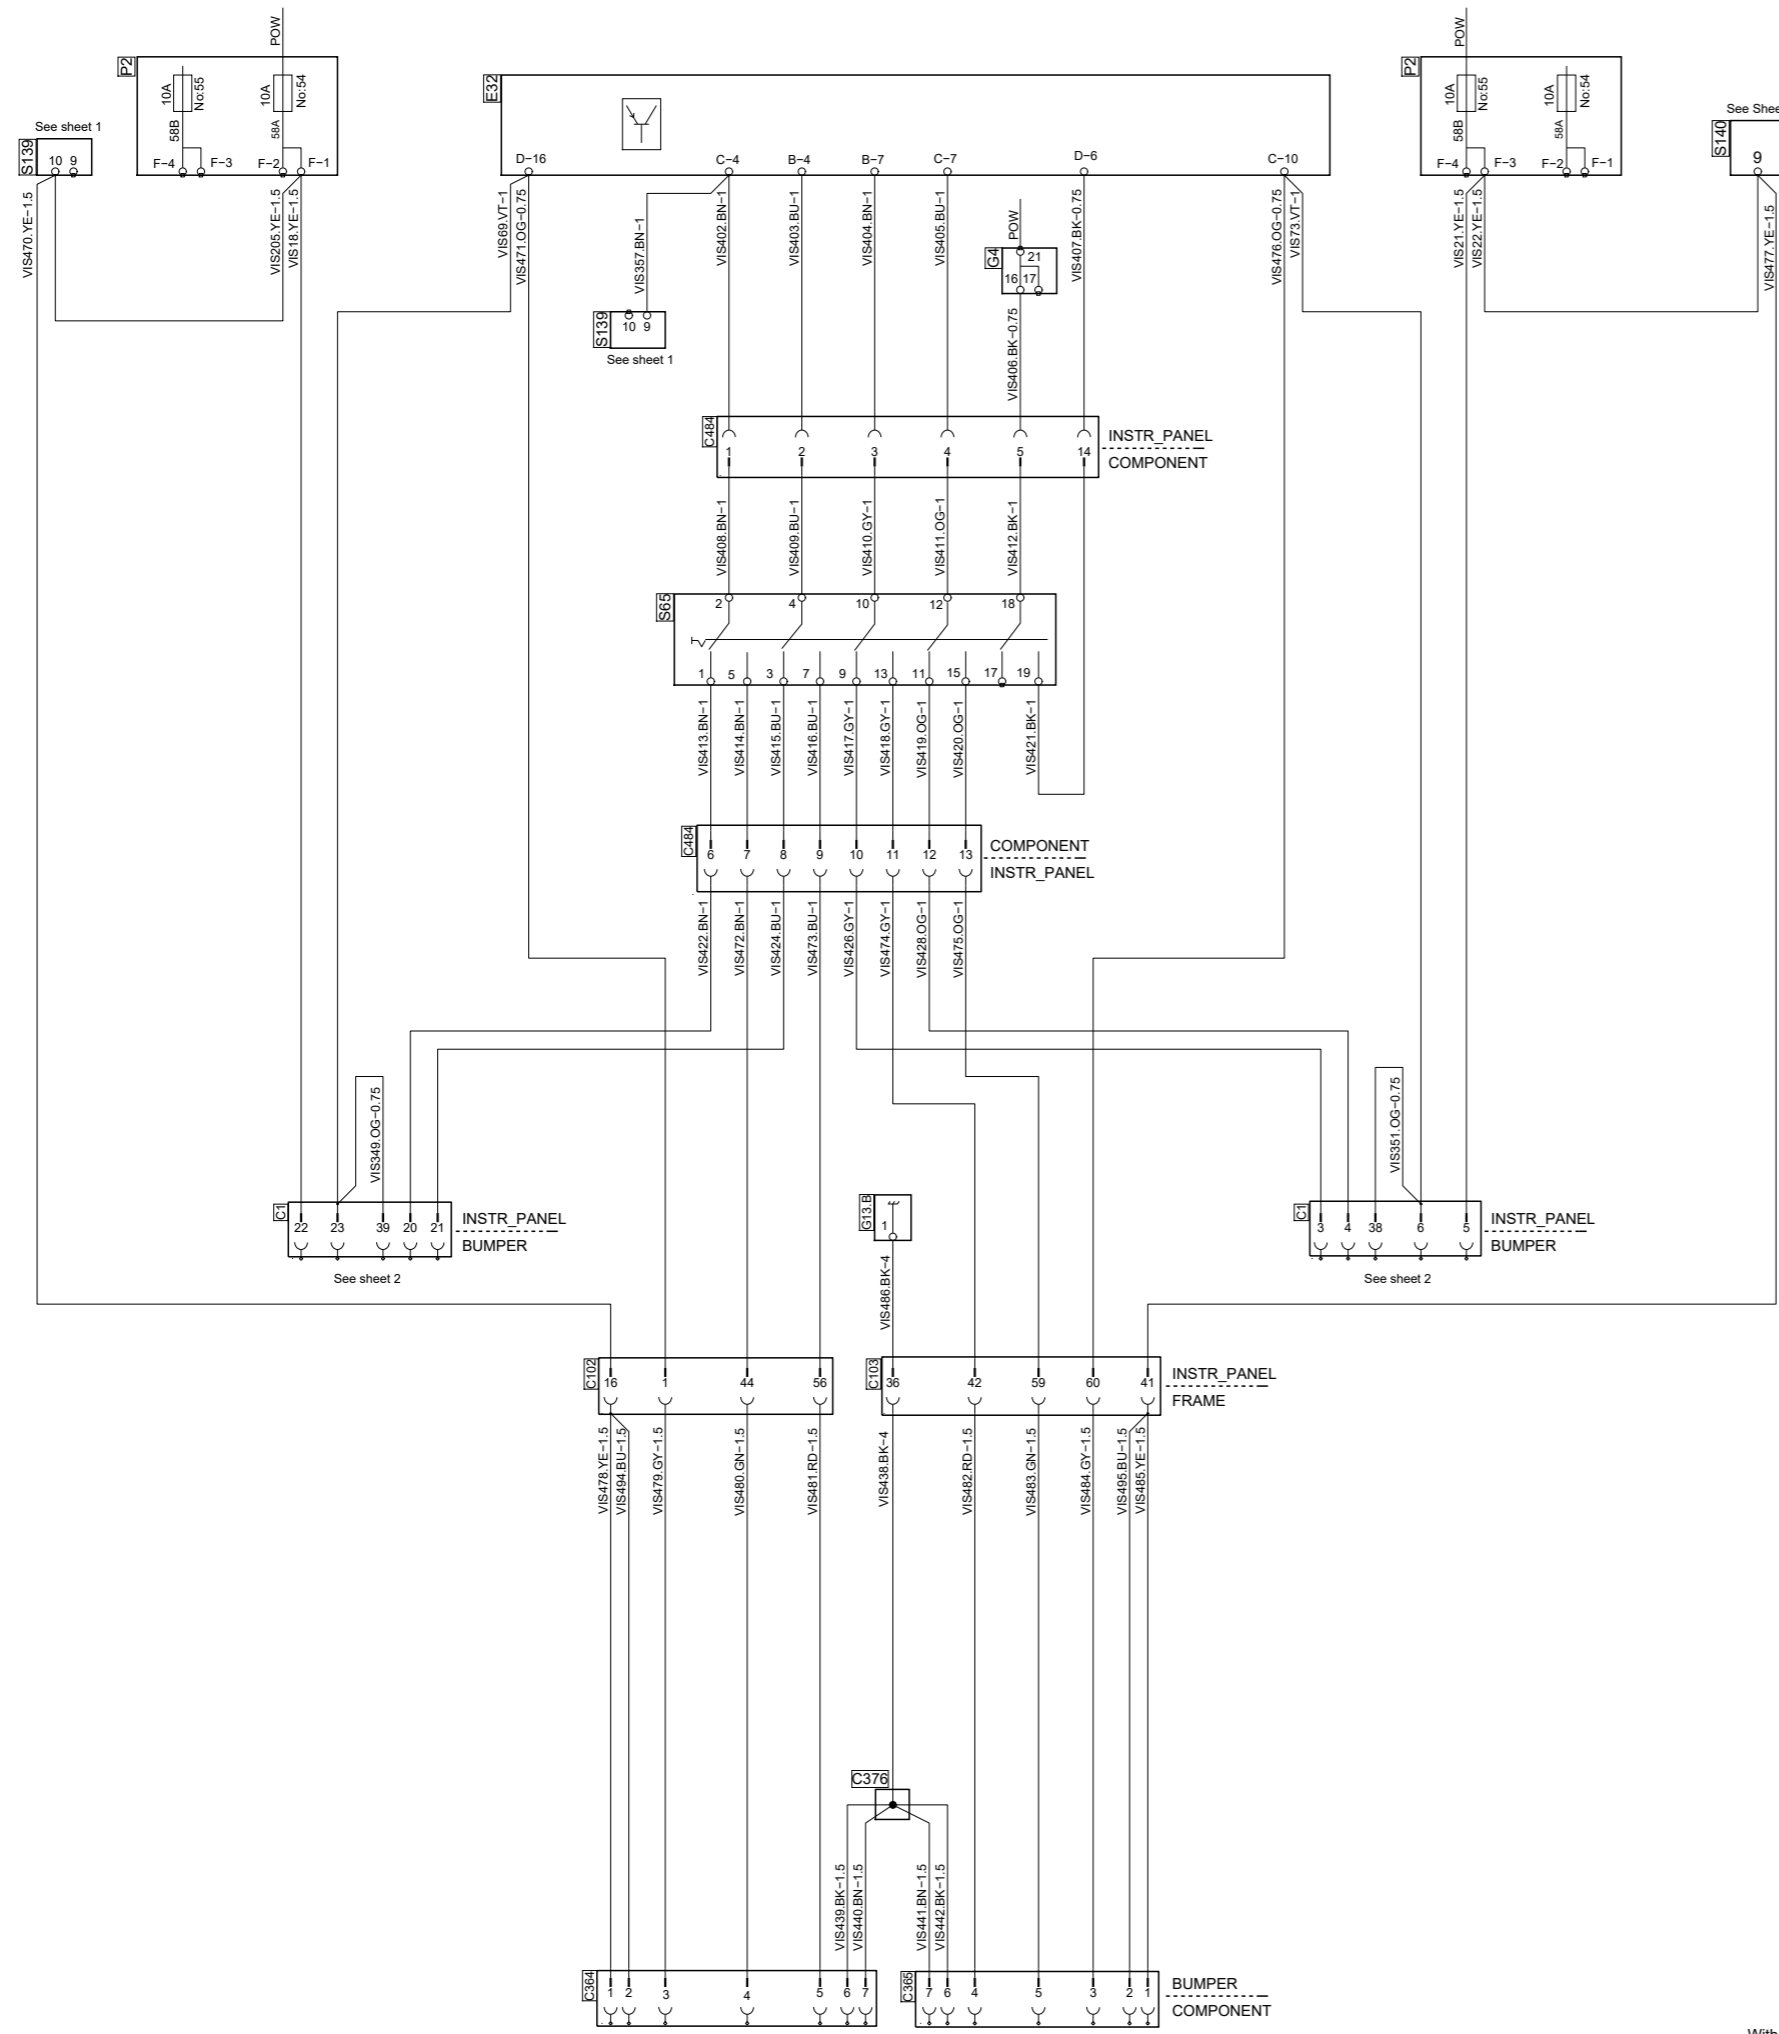 POW
P2
10A
No:55
10A
No:54
58B
58A
F-4
F-3
F-2
F-1
See sheet 1
S139
10 9
E32
D-16
C-4
B-4
B-7
C-7
D-6
C-10
POW
P2
10A
No:55
10A
No:54
58B
58A
F-4
F-3
F-2
F-1
S140
9
VIS470.YE-1.5
VIS205.YE-1.5
VIS18.YE-1.5
VIS69.VT-1
VIS471.OG-0.75
VIS357.BN-1
VIS402.BN-1
VIS403.BU-1
VIS404.BN-1
VIS405.BU-1
POW
G4
21
16 17
VIS406.BK-0.75
VIS407.BK-0.75
VIS476.OG-0.75
VIS73.VT-1
VIS21.YE-1.5
VIS22.YE-1.5
VIS477.YE-1.5
S139
10 9
See sheet 1
C484
1 2 3 4 5 14
INSTR_PANEL
COMPONENT
VIS408.BN-1
VIS409.BU-1
VIS410.GY-1
VIS411.OG-1
VIS412.BK-1
S65
2 4 10 12 18
1 5 3 7 9 13 11 15 17 19
VIS413.BN-1
VIS414.BN-1
VIS415.BU-1
VIS416.BU-1
VIS417.GY-1
VIS418.GY-1
VIS419.OG-1
VIS420.OG-1
VIS421.BK-1
C484
6 7 8 9 10 11 12 13
COMPONENT
INSTR_PANEL
VIS422.BN-1
VIS472.BN-1
VIS424.BU-1
VIS473.BU-1
VIS426.GY-1
VIS474.GY-1
VIS428.OG-1
VIS475.OG-1
VIS349.OG-0.75
C1
22 23 39 20 21
INSTR_PANEL
BUMPER
See sheet 2
G13.B
1
VIS486.BK-4
VIS351.OG-0.75
C1
3 4 38 6 5
INSTR_PANEL
BUMPER
See sheet 2
C102
16 1 44 56
C103
36 42 59 60 41
INSTR_PANEL
FRAME
VIS478.YE-1.5
VIS494.BU-1.5
VIS479.GY-1.5
VIS480.GN-1.5
VIS481.RD-1.5
VIS438.BK-4
VIS482.RD-1.5
VIS483.GN-1.5
VIS484.GY-1.5
VIS495.BU-1.5
VIS485.YE-1.5
C376
VIS439.BK-1.5
VIS440.BN-1.5
VIS441.BN-1.5
VIS442.BK-1.5
C364
1 2 3 4 5 6 7
C365
7 6 4 5 3 2 1
BUMPER
COMPONENT